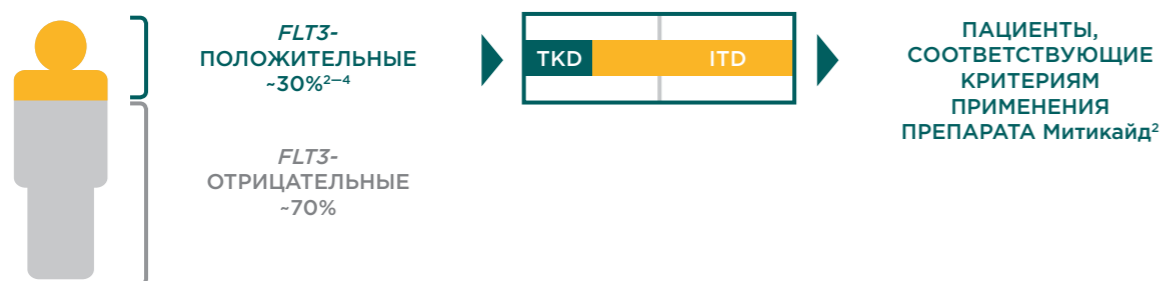 FLT3-
ПОЛОЖИТЕЛЬНЫЕ
~30%²⁻⁴
TKD
ITD
ПАЦИЕНТЫ,
СООТВЕТСТВУЮЩИЕ
КРИТЕРИЯМ
ПРИМЕНЕНИЯ
ПРЕПАРАТА Митикайд²
FLT3-
ОТРИЦАТЕЛЬНЫЕ
~70%